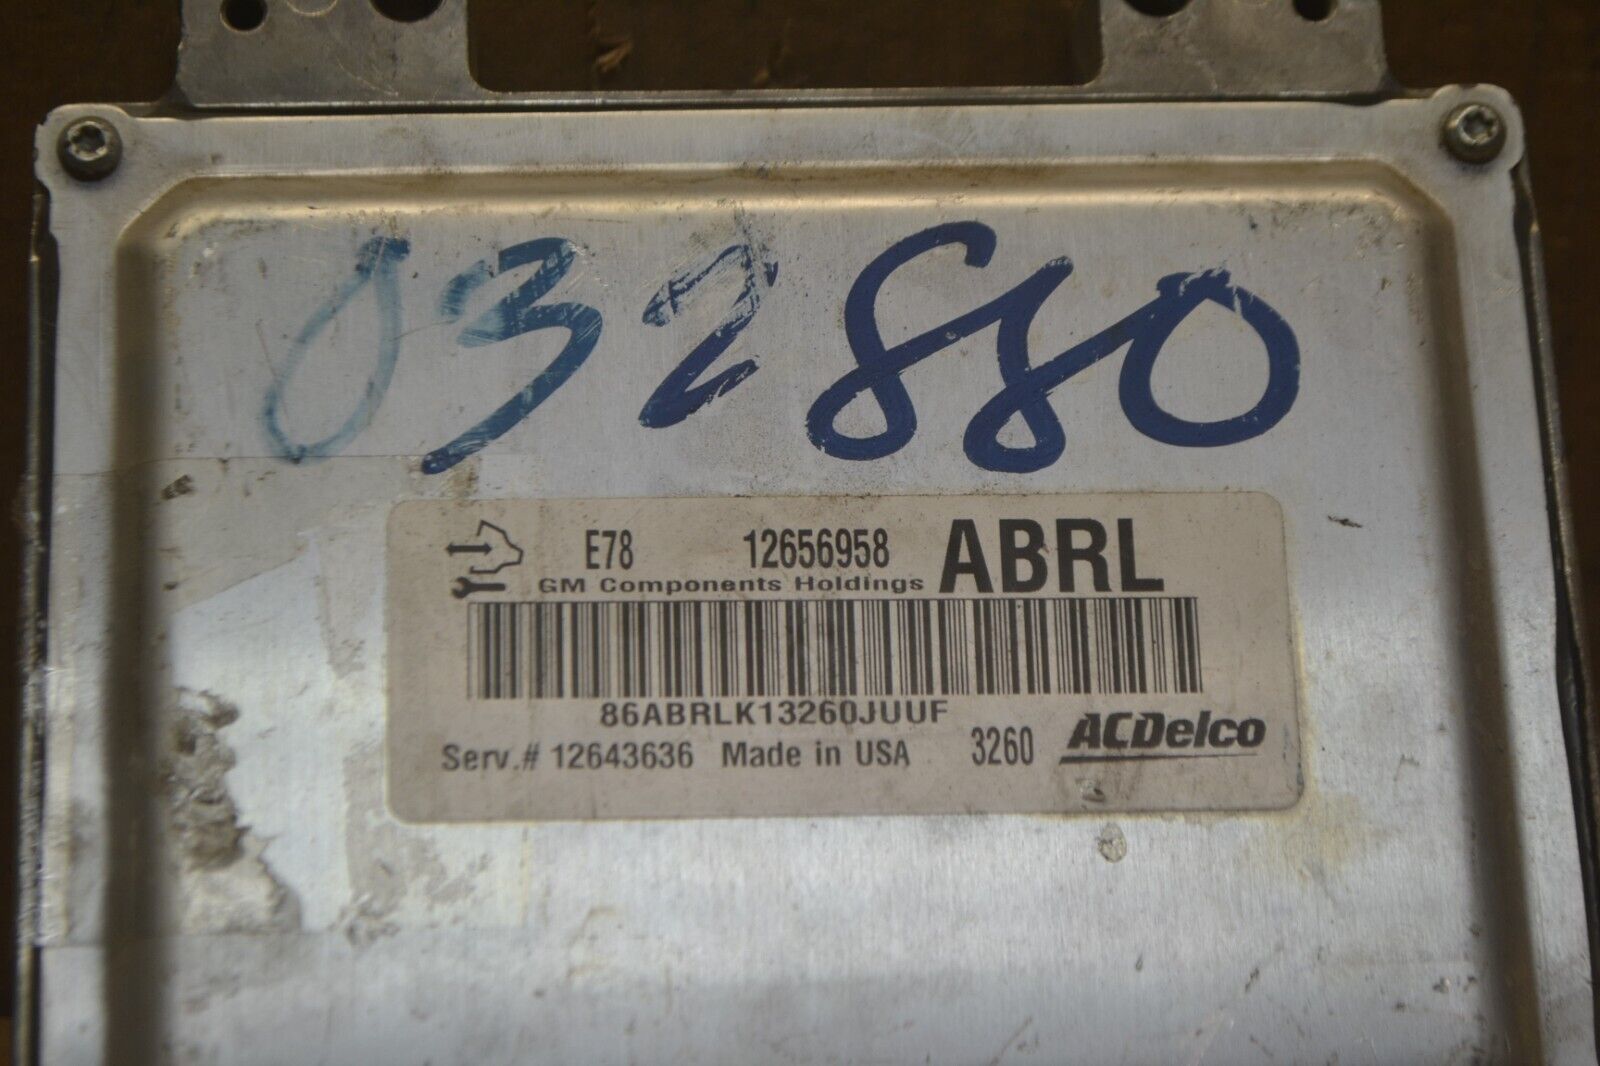 032880
E78 12656958 ABRL
GM Components Holdings
86ABRLK13260JUUF
Serv.# 12643636 Made in USA 3260 ACDelco